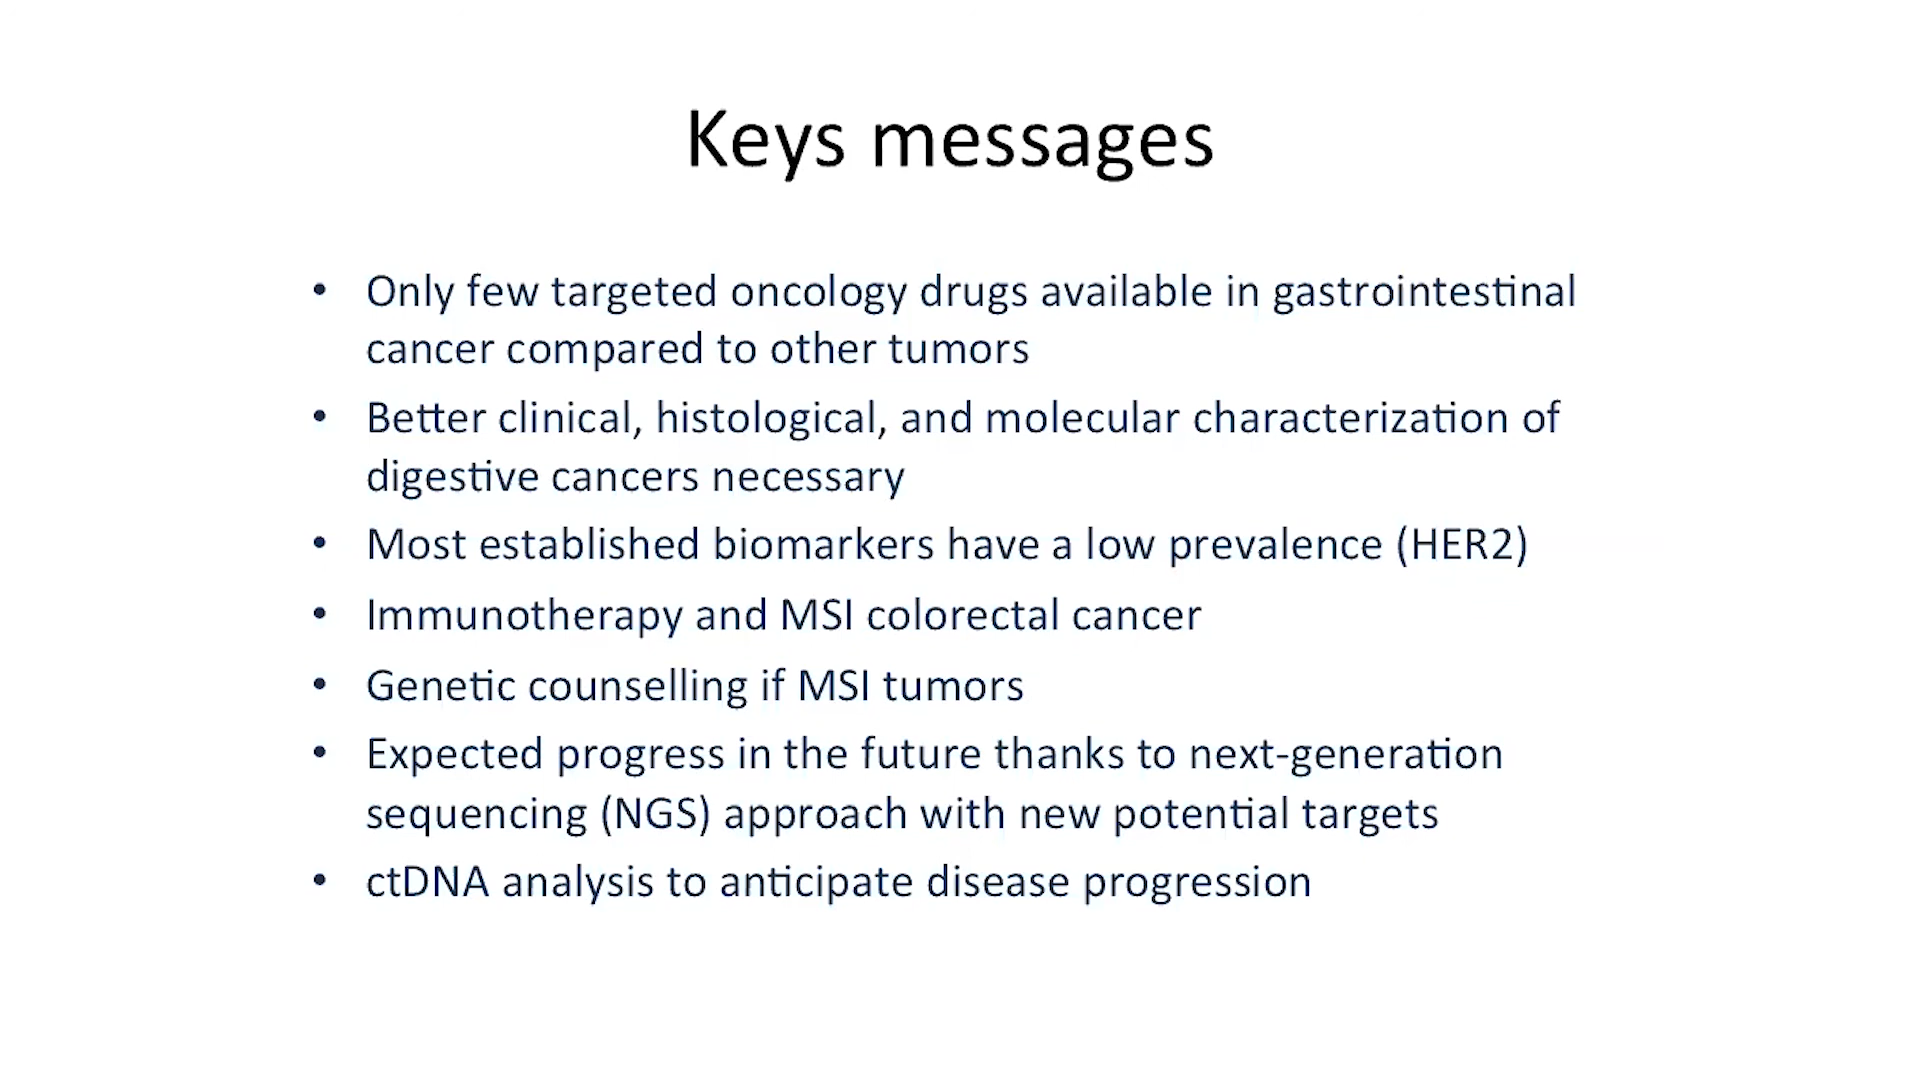 Keys messages
• Only few targeted oncology drugs available in gastrointestinal
cancer compared to other tumors
• Better clinical, histological, and molecular characterization of
digestive cancers necessary
• Most established biomarkers have a low prevalence (HER2)
• Immunotherapy and MSI colorectal cancer
• Genetic counselling if MSI tumors
• Expected progress in the future thanks to next-generation
sequencing (NGS) approach with new potential targets
• ctDNA analysis to anticipate disease progression